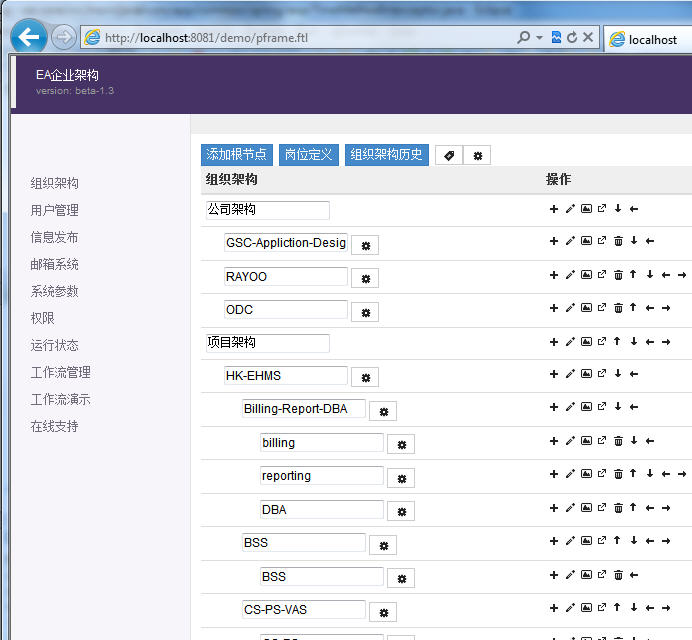 http://localhost:8081/demo/pframe.ftl
localhost
EA企业架构
version: beta-1.3
添加根节点 岗位定义 组织架构历史
组织架构 操作
组织架构
用户管理
信息发布
邮箱系统
系统参数
权限
运行状态
工作流管理
工作流演示
在线支持
公司架构
GSC-Appliction-Desig
RAYOO
ODC
项目架构
HK-EHMS
Billing-Report-DBA
billing
reporting
DBA
BSS
BSS
CS-PS-VAS